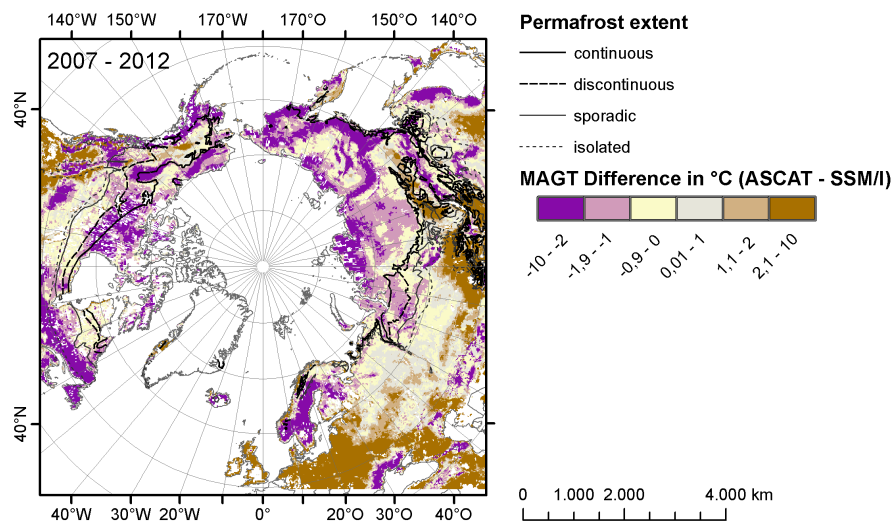 140°W 150°W 170°W 170°O 150°O 140°O
2007 - 2012
40°N
40°N
40°W 30°W 20°W 0° 20°O 30°O 40°O
Permafrost extent
continuous
discontinuous
sporadic
isolated
MAGT Difference in °C (ASCAT - SSM/I)
-10 - -2
-1,9 - -1
-0,9 - 0
0,01 - 1
1,1 - 2
2,1 - 10
0 1.000 2.000 4.000 km